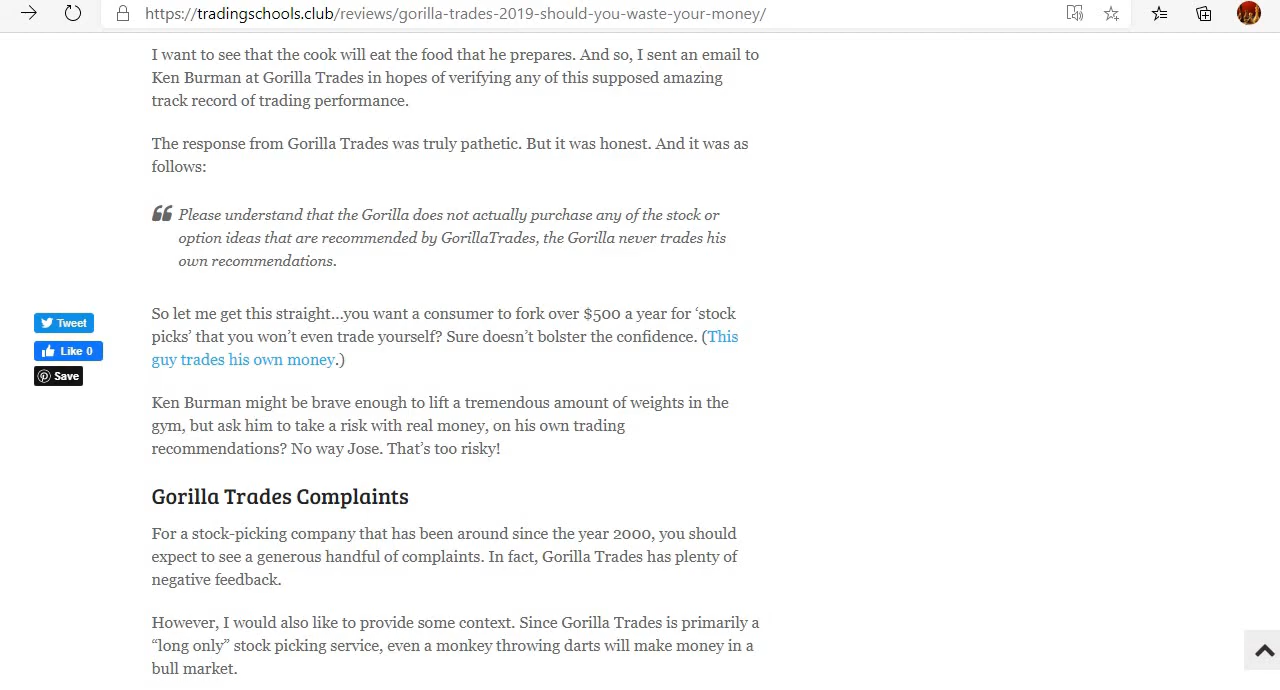 https://tradingschools.club/reviews/gorilla-trades-2019-should-you-waste-your-money/
I want to see that the cook will eat the food that he prepares. And so, I sent an email to
Ken Burman at Gorilla Trades in hopes of verifying any of this supposed amazing
track record of trading performance.
The response from Gorilla Trades was truly pathetic. But it was honest. And it was as
follows:
Please understand that the Gorilla does not actually purchase any of the stock or
option ideas that are recommended by GorillaTrades, the Gorilla never trades his
own recommendations.
So let me get this straight…you want a consumer to fork over $500 a year for ‘stock
picks’ that you won’t even trade yourself? Sure doesn’t bolster the confidence. (This
guy trades his own money.)
Tweet
Like 0
Save
Ken Burman might be brave enough to lift a tremendous amount of weights in the
gym, but ask him to take a risk with real money, on his own trading
recommendations? No way Jose. That’s too risky!
Gorilla Trades Complaints
For a stock-picking company that has been around since the year 2000, you should
expect to see a generous handful of complaints. In fact, Gorilla Trades has plenty of
negative feedback.
However, I would also like to provide some context. Since Gorilla Trades is primarily a
“long only” stock picking service, even a monkey throwing darts will make money in a
bull market.